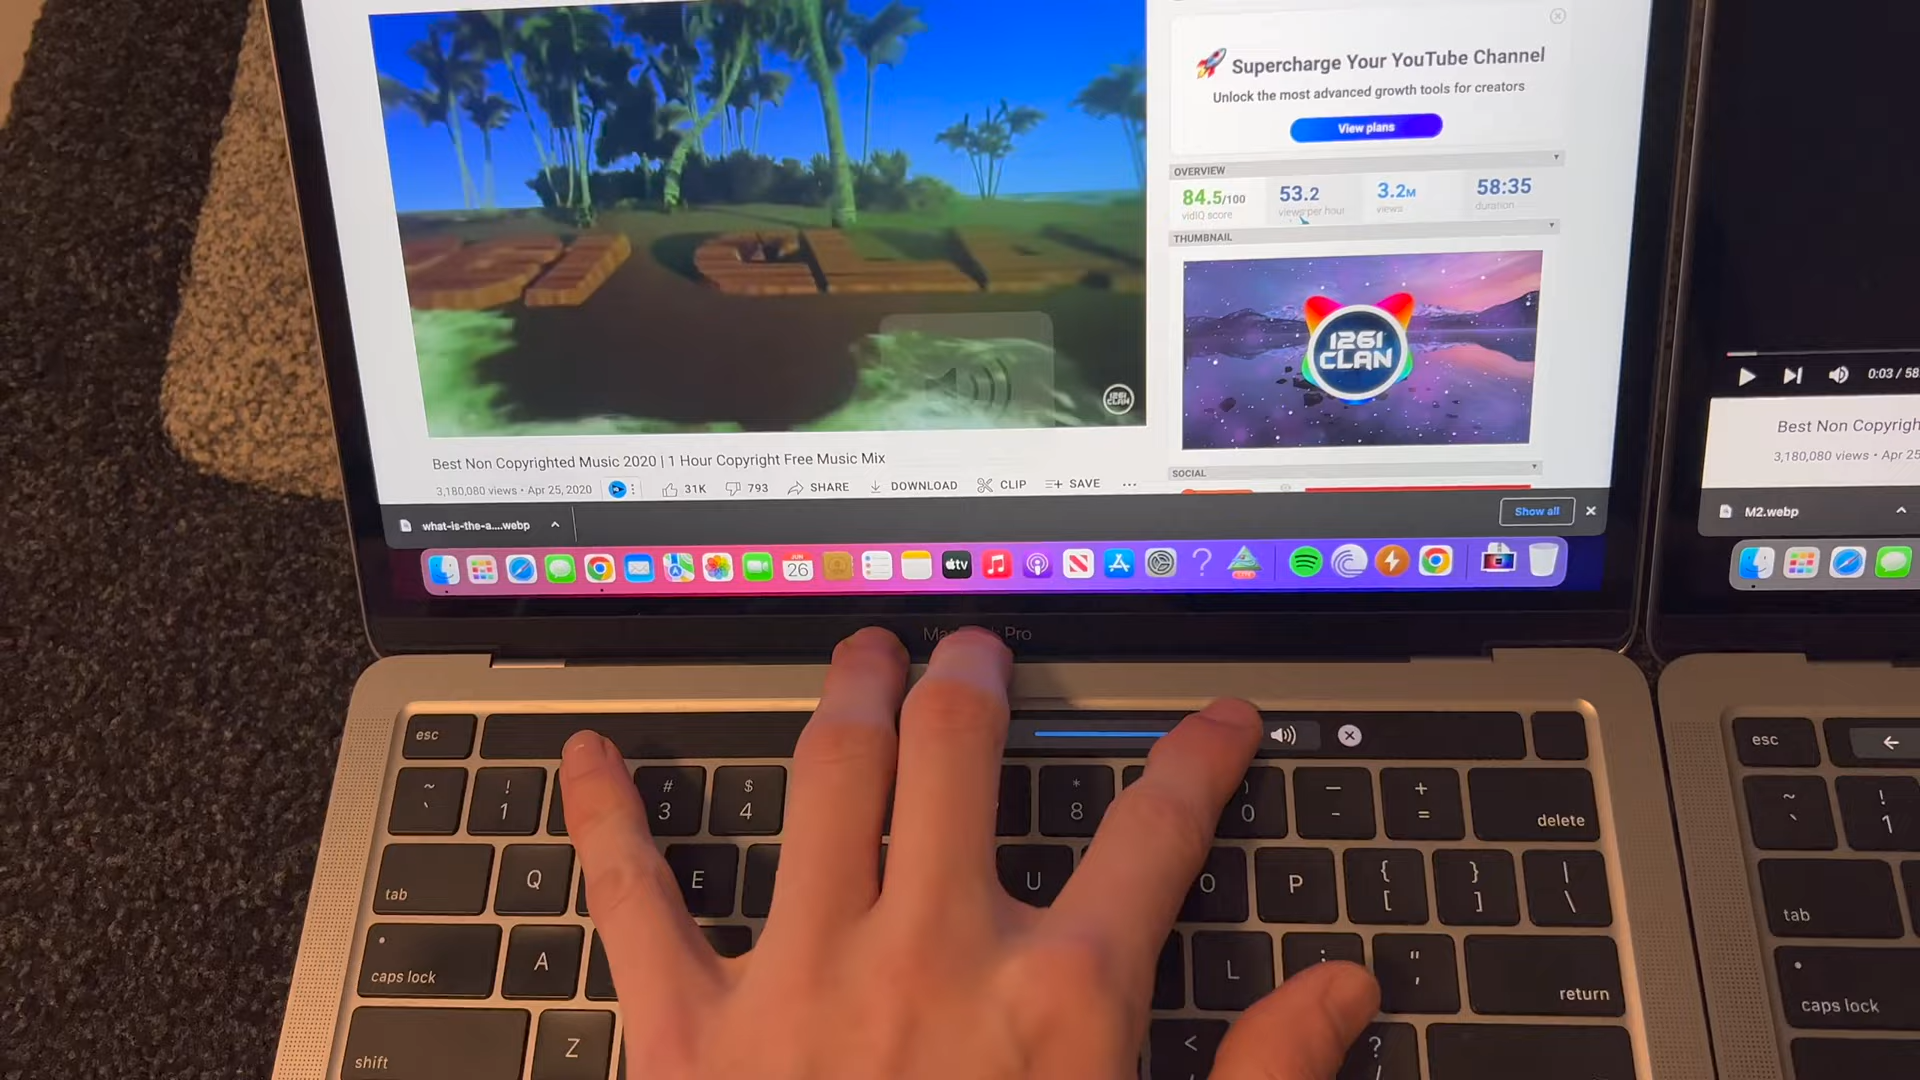 Supercharge Your YouTube Channel
Unlock the most advanced growth tools for creators
View plans
OVERVIEW
84.5/100
vidIQ score
53.2
views per hour
3.2M
views
58:35
duration
THUMBNAIL
1261
CLAN
SOCIAL
1261
CLAN
Best Non Copyrighted Music 2020 | 1 Hour Copyright Free Music Mix
3,180,080 views • Apr 25, 2020
31K
793
SHARE
DOWNLOAD
CLIP
SAVE
what-is-the-a....webp
Show all
JUN
26
tv
Pro
esc
~
`
!
1
#
3
$
4
*
8
)
0
—
-
+
=
delete
tab
Q
E
U
O
P
{
[
}
]
|
\
caps lock
A
L
:
"
'
return
shift
Z
<
?
/
0:03 / 58
Best Non Copyrigh
3,180,080 views • Apr 25
M2.webp
esc
~
`
!
1
tab
caps lock